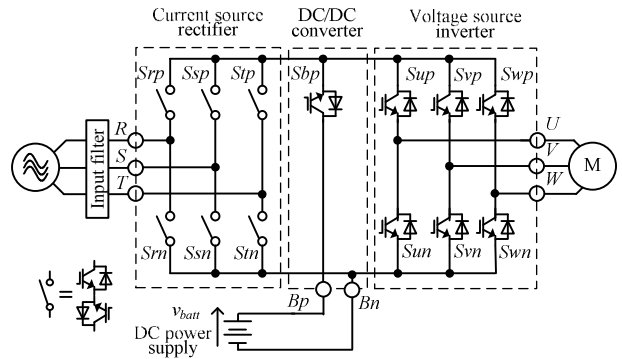 Current source
rectifier
DC/DC
converter
Voltage source
inverter
Srp Ssp Stp Sbp Sup Svp Swp
Input filter
R
S
T
U
V
W
M
Srn Ssn Stn Sun Svn Swn
=
Bp Bn
vbatt
DC power
supply